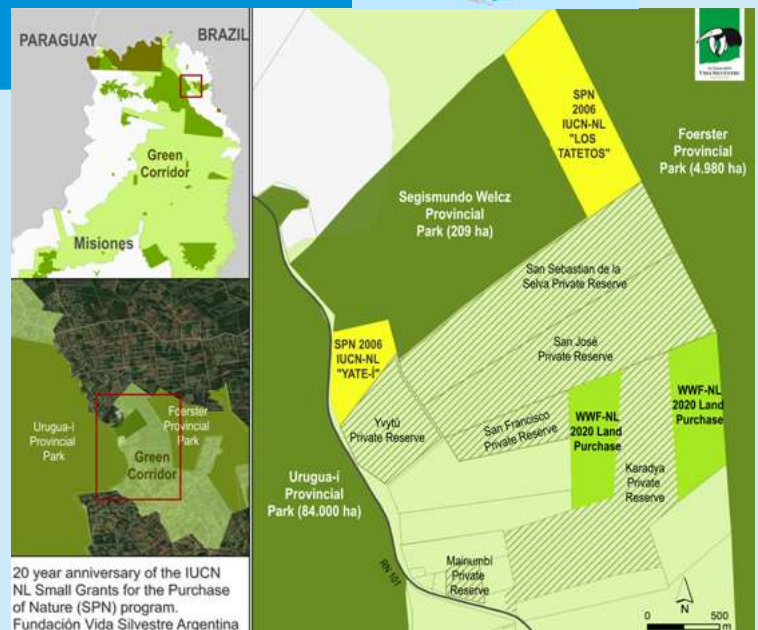 PARAGUAY
BRAZIL
Green
Corridor
Misiones
Urugua-i
Provincial
Park
Foerster
Provincial
Park
Green
Corridor
20 year anniversary of the IUCN
NL Small Grants for the Purchase
of Nature (SPN) program.
Fundación Vida Silvestre Argentina
SPN
2006
IUCN-NL
"LOS
TATETOS"
Foerster
Provincial
Park (4.980 ha)
Segismundo Welcz
Provincial
Park (209 ha)
San Sebastian de la
Selva Private Reserve
SPN 2006
IUCN-NL
"YATE-Í"
San José
Private Reserve
WWF-NL
2020 Land
Purchase
WWF-NL
2020 Land
Purchase
Yvytú
Private Reserve
San Francisco
Private Reserve
Karadya
Private
Reserve
Urugua-í
Provincial
Park (84.000 ha)
RN 101
Mainumbí
Private
Reserve
N
0 500
m
VIDA SILVESTRE